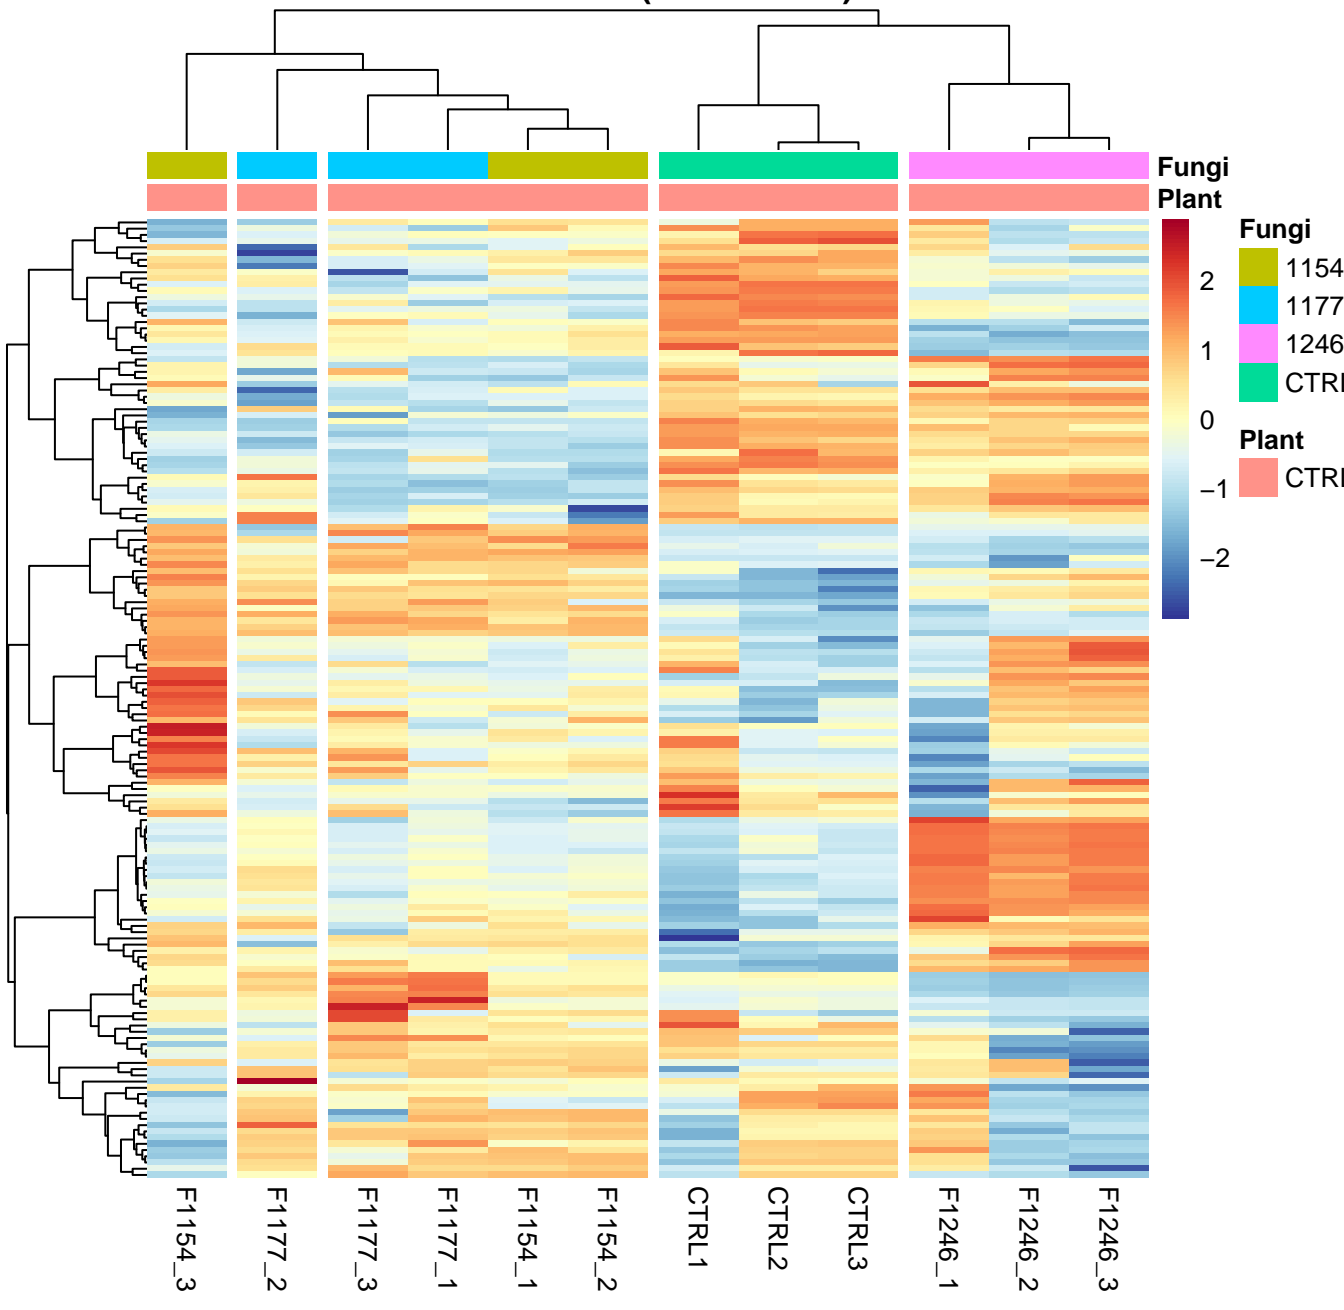 Fungi
Plant
Fungi
1154
1177
1246
CTRL
Plant
CTRL
2
1
0
−1
−2
F1154_3
F1177_2
F1177_3
F1177_1
F1154_1
F1154_2
CTRL1
CTRL2
CTRL3
F1246_1
F1246_2
F1246_3